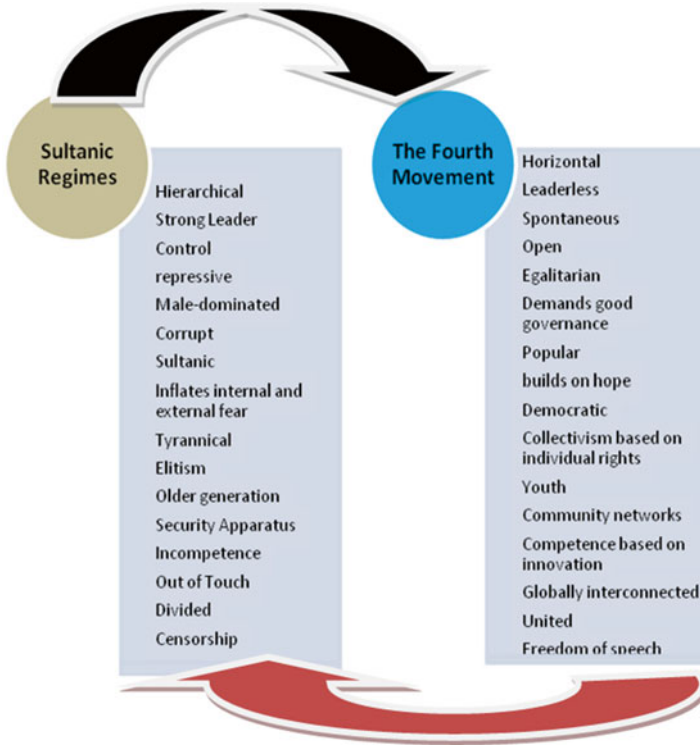 Sultanic
Regimes
Hierarchical
Strong Leader
Control
repressive
Male-dominated
Corrupt
Sultanic
Inflates internal and
external fear
Tyrannical
Elitism
Older generation
Security Apparatus
Incompetence
Out of Touch
Divided
Censorship
The Fourth
Movement
Horizontal
Leaderless
Spontaneous
Open
Egalitarian
Demands good
governance
Popular
builds on hope
Democratic
Collectivism based on
individual rights
Youth
Community networks
Competence based on
innovation
Globally interconnected
United
Freedom of speech